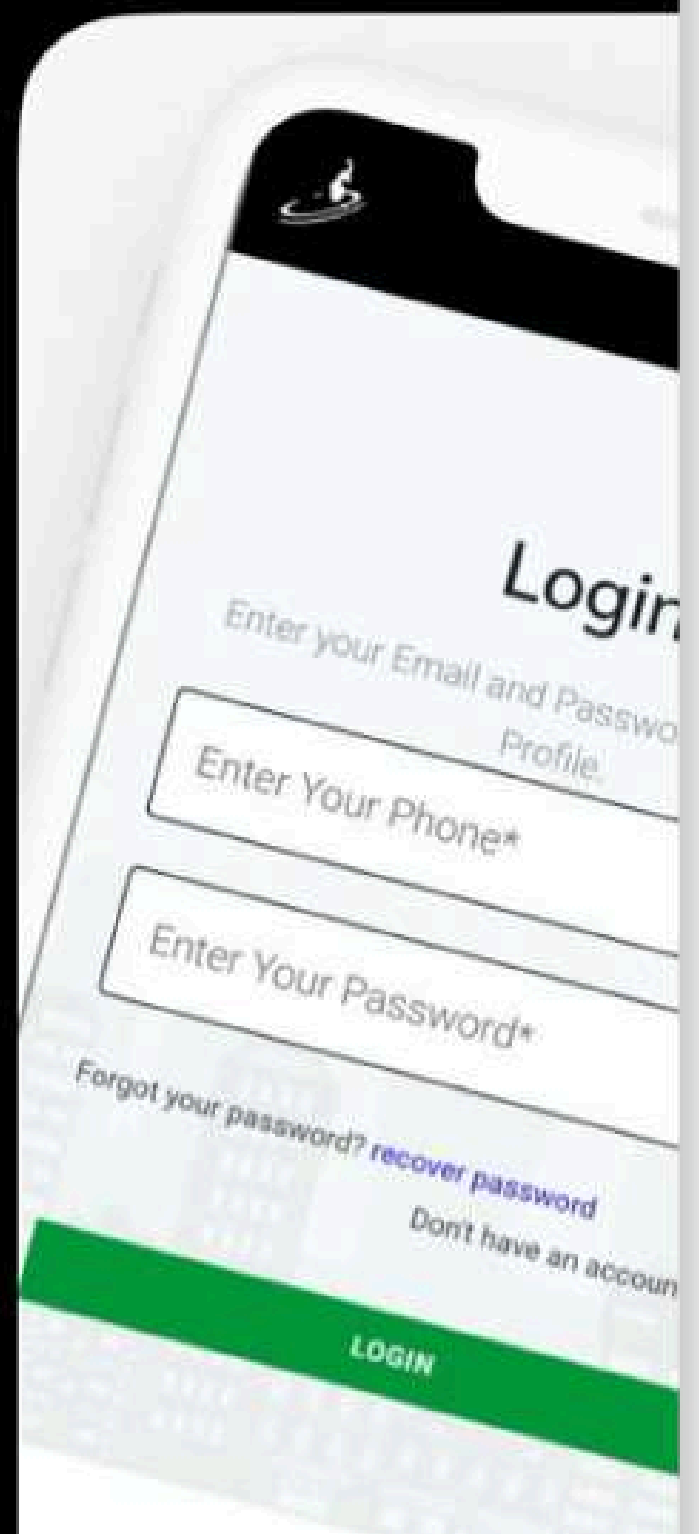 Login
Enter your Email and Passwo
Profile.
Enter Your Phone*
Enter Your Password*
Forgot your password? recover password
Don't have an accoun
LOGIN